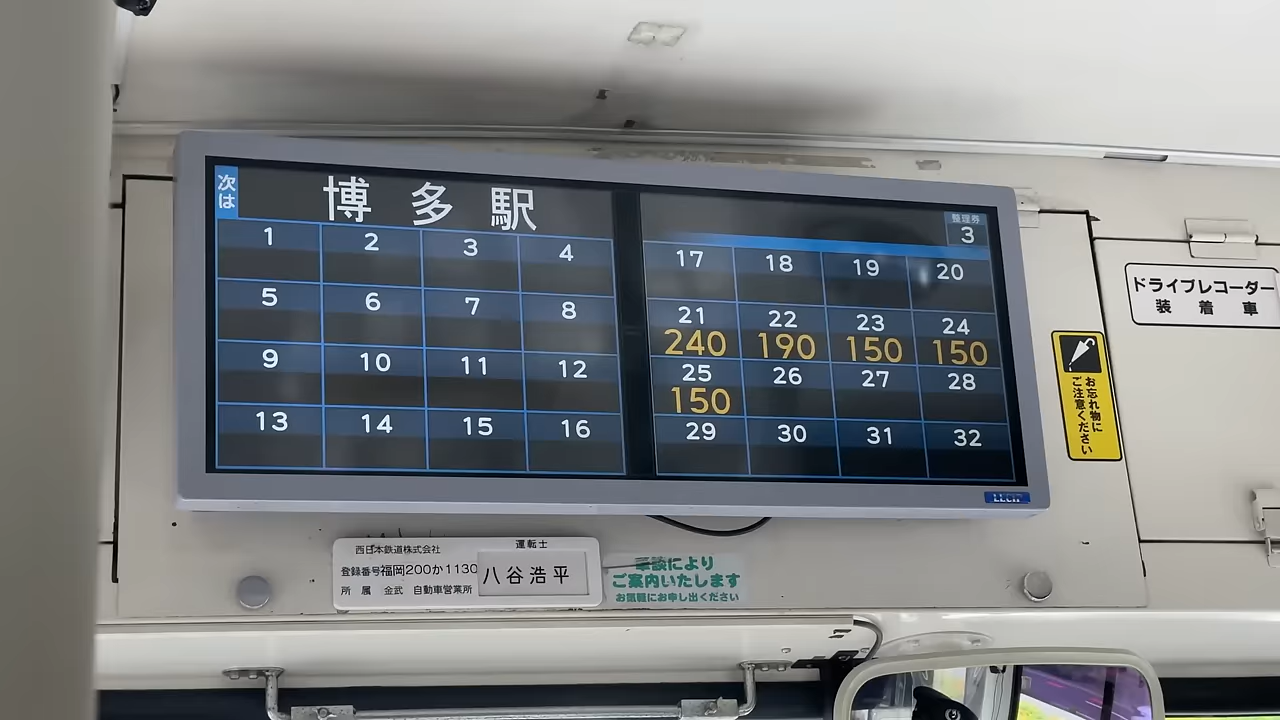 次は
博多駅
整理券
3
1 2 3 4
17 18 19 20
5 6 7 8
21 22 23 24
240 190 150 150
9 10 11 12
25 26 27 28
150
13 14 15 16
29 30 31 32
ドライブレコーダー
装着車
お忘れ物に
ご注意ください
西日本鉄道株式会社
登録番号福岡200か1130
所属 金武 自動車営業所
運転士
八谷浩平
筆談により
ご案内いたします
お気軽にお申し出ください